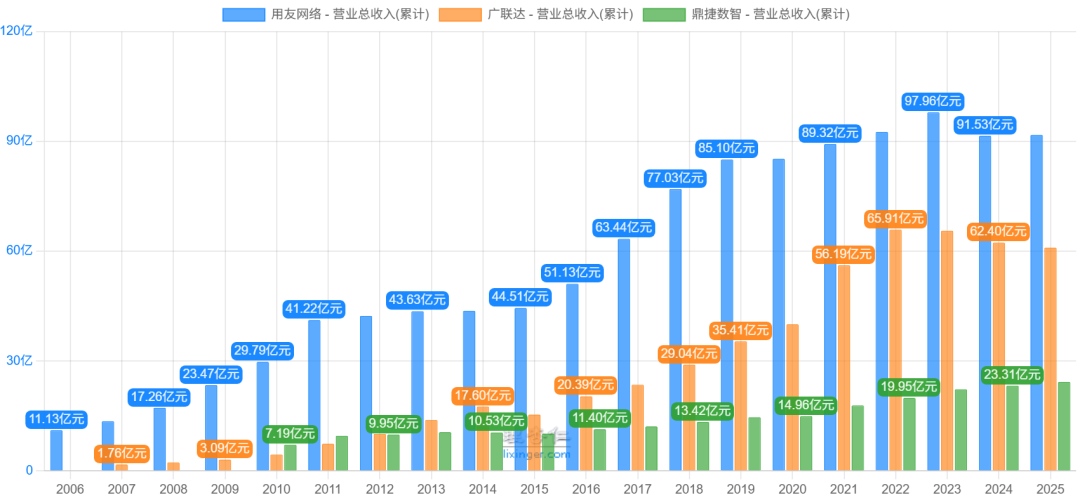 用友网络 - 营业总收入(累计) 广联达 - 营业总收入(累计) 鼎捷数智 - 营业总收入(累计)
120亿
97.96亿元
91.53亿元
90亿
89.32亿元
85.10亿元
77.03亿元
65.91亿元
63.44亿元
62.40亿元
60亿
56.19亿元
51.13亿元
44.51亿元
43.63亿元
41.22亿元
35.41亿元
29.79亿元
29.04亿元
30亿
23.47亿元
23.31亿元
20.39亿元
19.95亿元
17.26亿元
17.60亿元
14.96亿元
13.42亿元
11.13亿元
11.40亿元
10.53亿元
9.95亿元
7.19亿元
3.09亿元
1.76亿元
理杏仁
lixinger.com
0
2006 2007 2008 2009 2010 2011 2012 2013 2014 2015 2016 2017 2018 2019 2020 2021 2022 2023 2024 2025